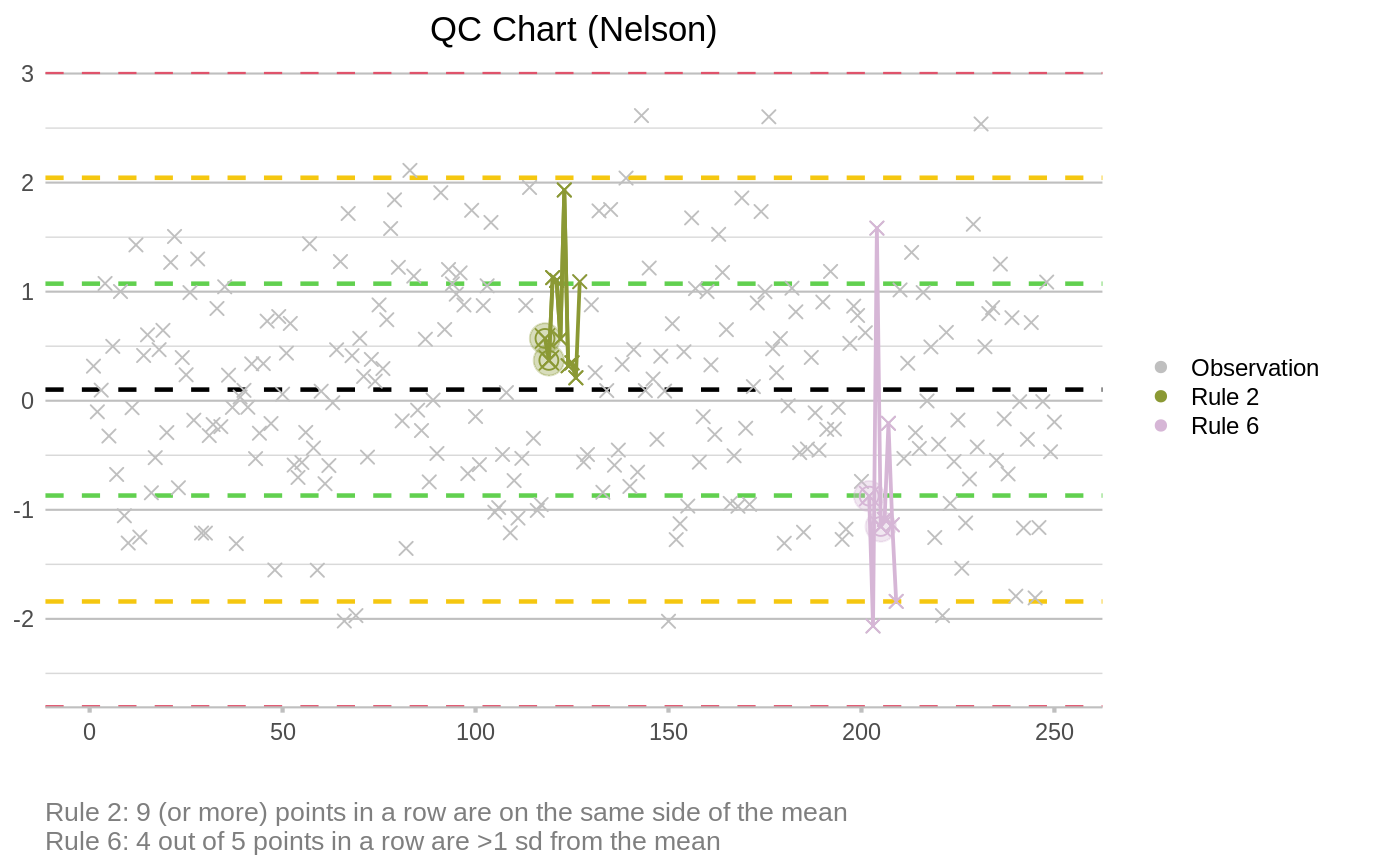 QC Chart (Nelson)
3
2
1
0
-1
-2
0 50 100 150 200 250
Observation
Rule 2
Rule 6
Rule 2: 9 (or more) points in a row are on the same side of the mean
Rule 6: 4 out of 5 points in a row are >1 sd from the mean